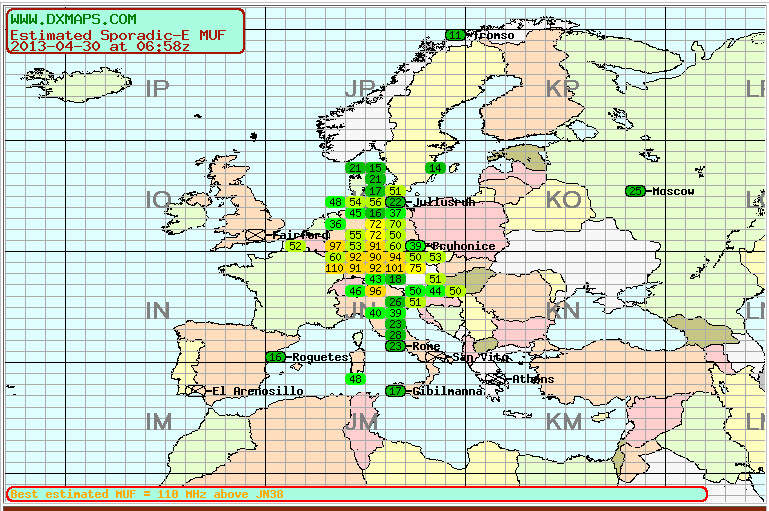 WWW.DXMAPS.COM
Estimated Sporadic-E MUF
2013-04-30 at 06:58z
11 Tromso
IP JP KP LP
21 15 14
21
17 51
25 Moscow
IO KO
48 54 56 22 Juliusruh
45 16 37
36 72 70
Fairford 55 72 50
52 97 53 91 60 39 Pruhonice
60 92 90 94 50 53
110 91 92 101 75
43 18 51
46 96 50 44 50
26 51
IN JN KN LN
40 39
23
28
23 Rome
16 Roquetes San Vito
48 Athens
El Arenosillo 17 Gibilmanna
IM JM KM
Best estimated MUF = 110 MHz above JN38